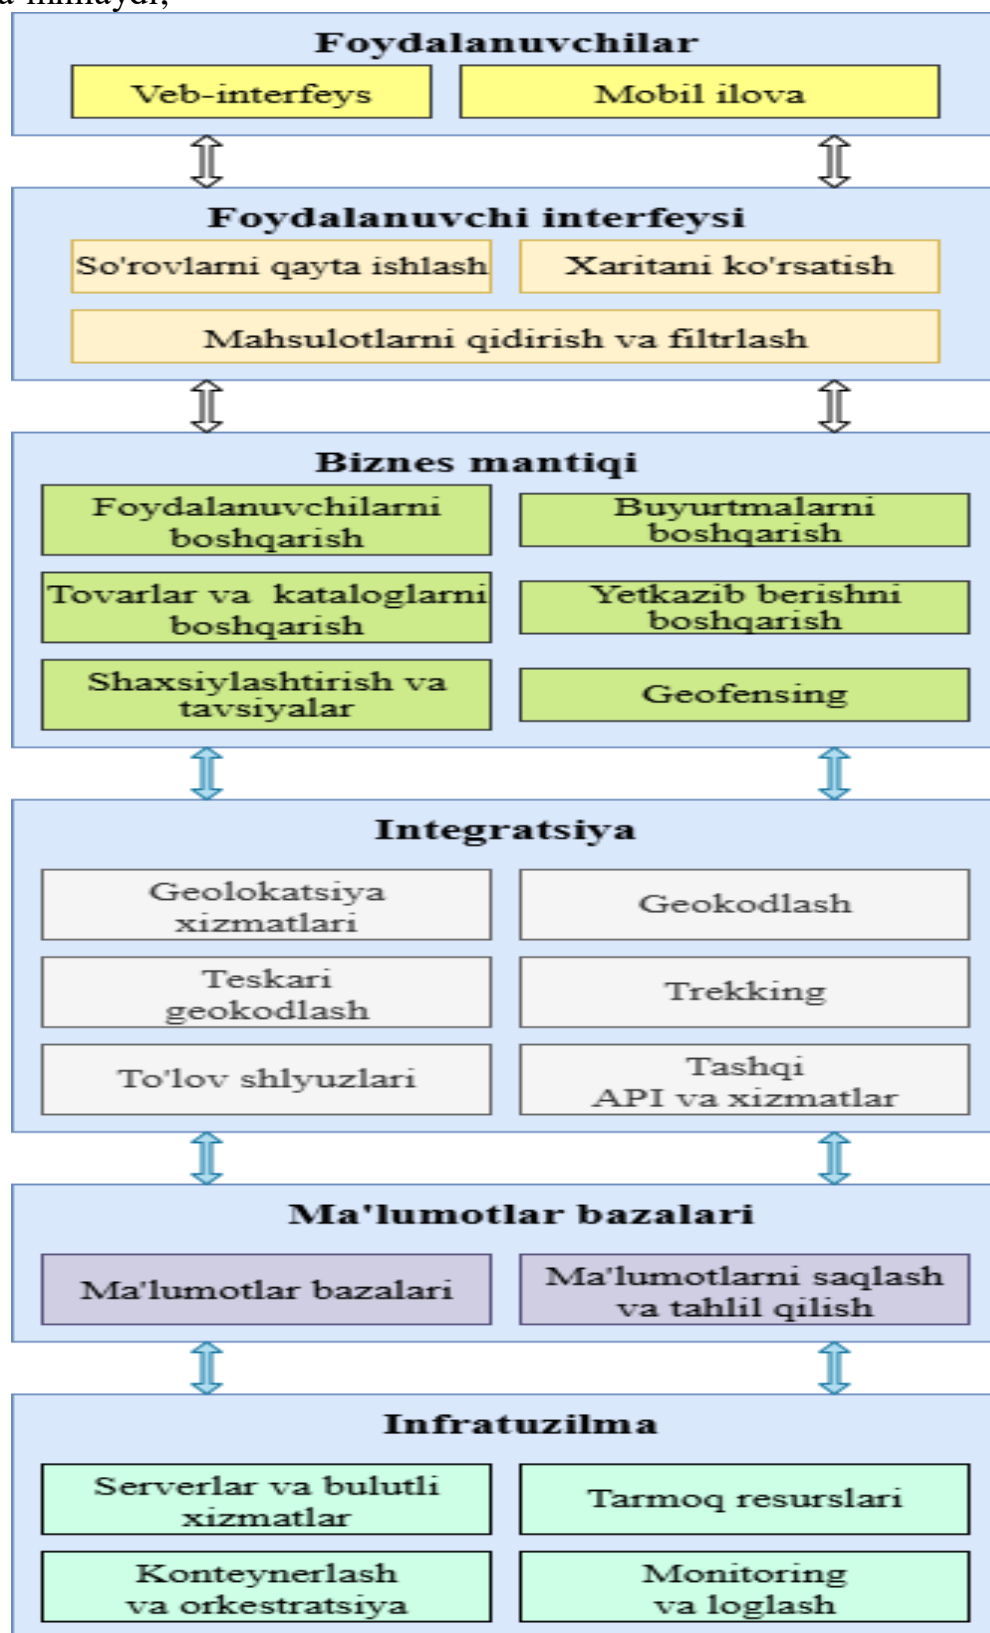 Foydalanuvchilar
Veb-interfeys
Mobil ilova
Foydalanuvchi interfeysi
So'rovlarni qayta ishlash
Xaritani ko'rsatish
Mahsulotlarni qidirish va filtrlash
Biznes mantiqi
Foydalanuvchilarni
boshqarish
Buyurtmalarni
boshqarish
Tovarlar va kataloglarni
boshqarish
Yetkazib berishni
boshqarish
Shaxsiylashtirish va
tavsiyalar
Geofensing
Integratsiya
Geolokatsiya
xizmatlari
Geokodlash
Teskari
geokodlash
Trekking
To'lov shlyuzlari
Tashqi
API va xizmatlar
Ma'lumotlar bazalari
Ma'lumotlar bazalari
Ma'lumotlarni saqlash
va tahlil qilish
Infratuzilma
Serverlar va bulutli
xizmatlar
Tarmoq resurslari
Konteynerlash
va orkestratsiya
Monitoring
va loglash